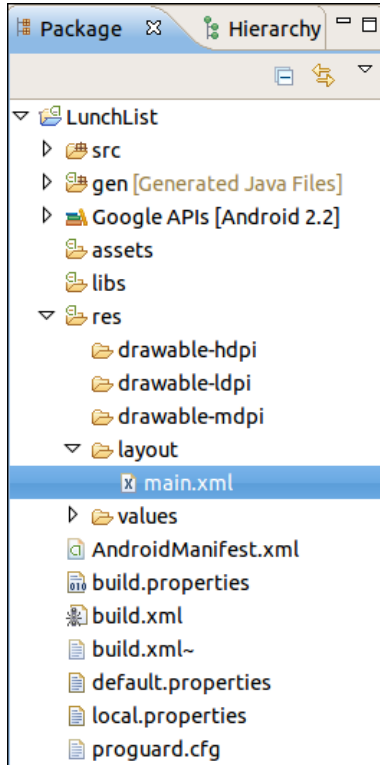 Package Hierarchy
LunchList
src
gen [Generated Java Files]
Google APIs [Android 2.2]
assets
libs
res
drawable-hdpi
drawable-ldpi
drawable-mdpi
layout
main.xml
values
AndroidManifest.xml
build.properties
build.xml
build.xml~
default.properties
local.properties
proguard.cfg